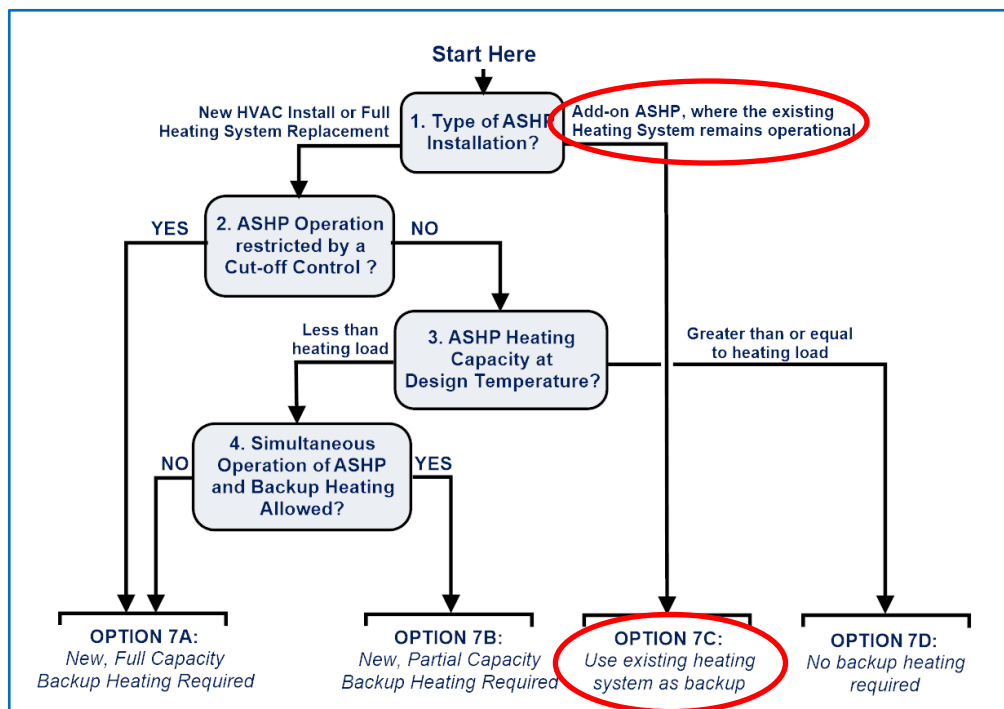 Start Here
New HVAC Install or Full
Heating System Replacement
1. Type of ASHP
Installation?
Add-on ASHP, where the existing
Heating System remains operational
YES
2. ASHP Operation
restricted by a
Cut-off Control ?
NO
Less than
heating load
3. ASHP Heating
Capacity at
Design Temperature?
Greater than or equal
to heating load
NO
4. Simultaneous
Operation of ASHP
and Backup Heating
Allowed?
YES
OPTION 7A:
New, Full Capacity
Backup Heating Required
OPTION 7B:
New, Partial Capacity
Backup Heating Required
OPTION 7C:
Use existing heating
system as backup
OPTION 7D:
No backup heating
required